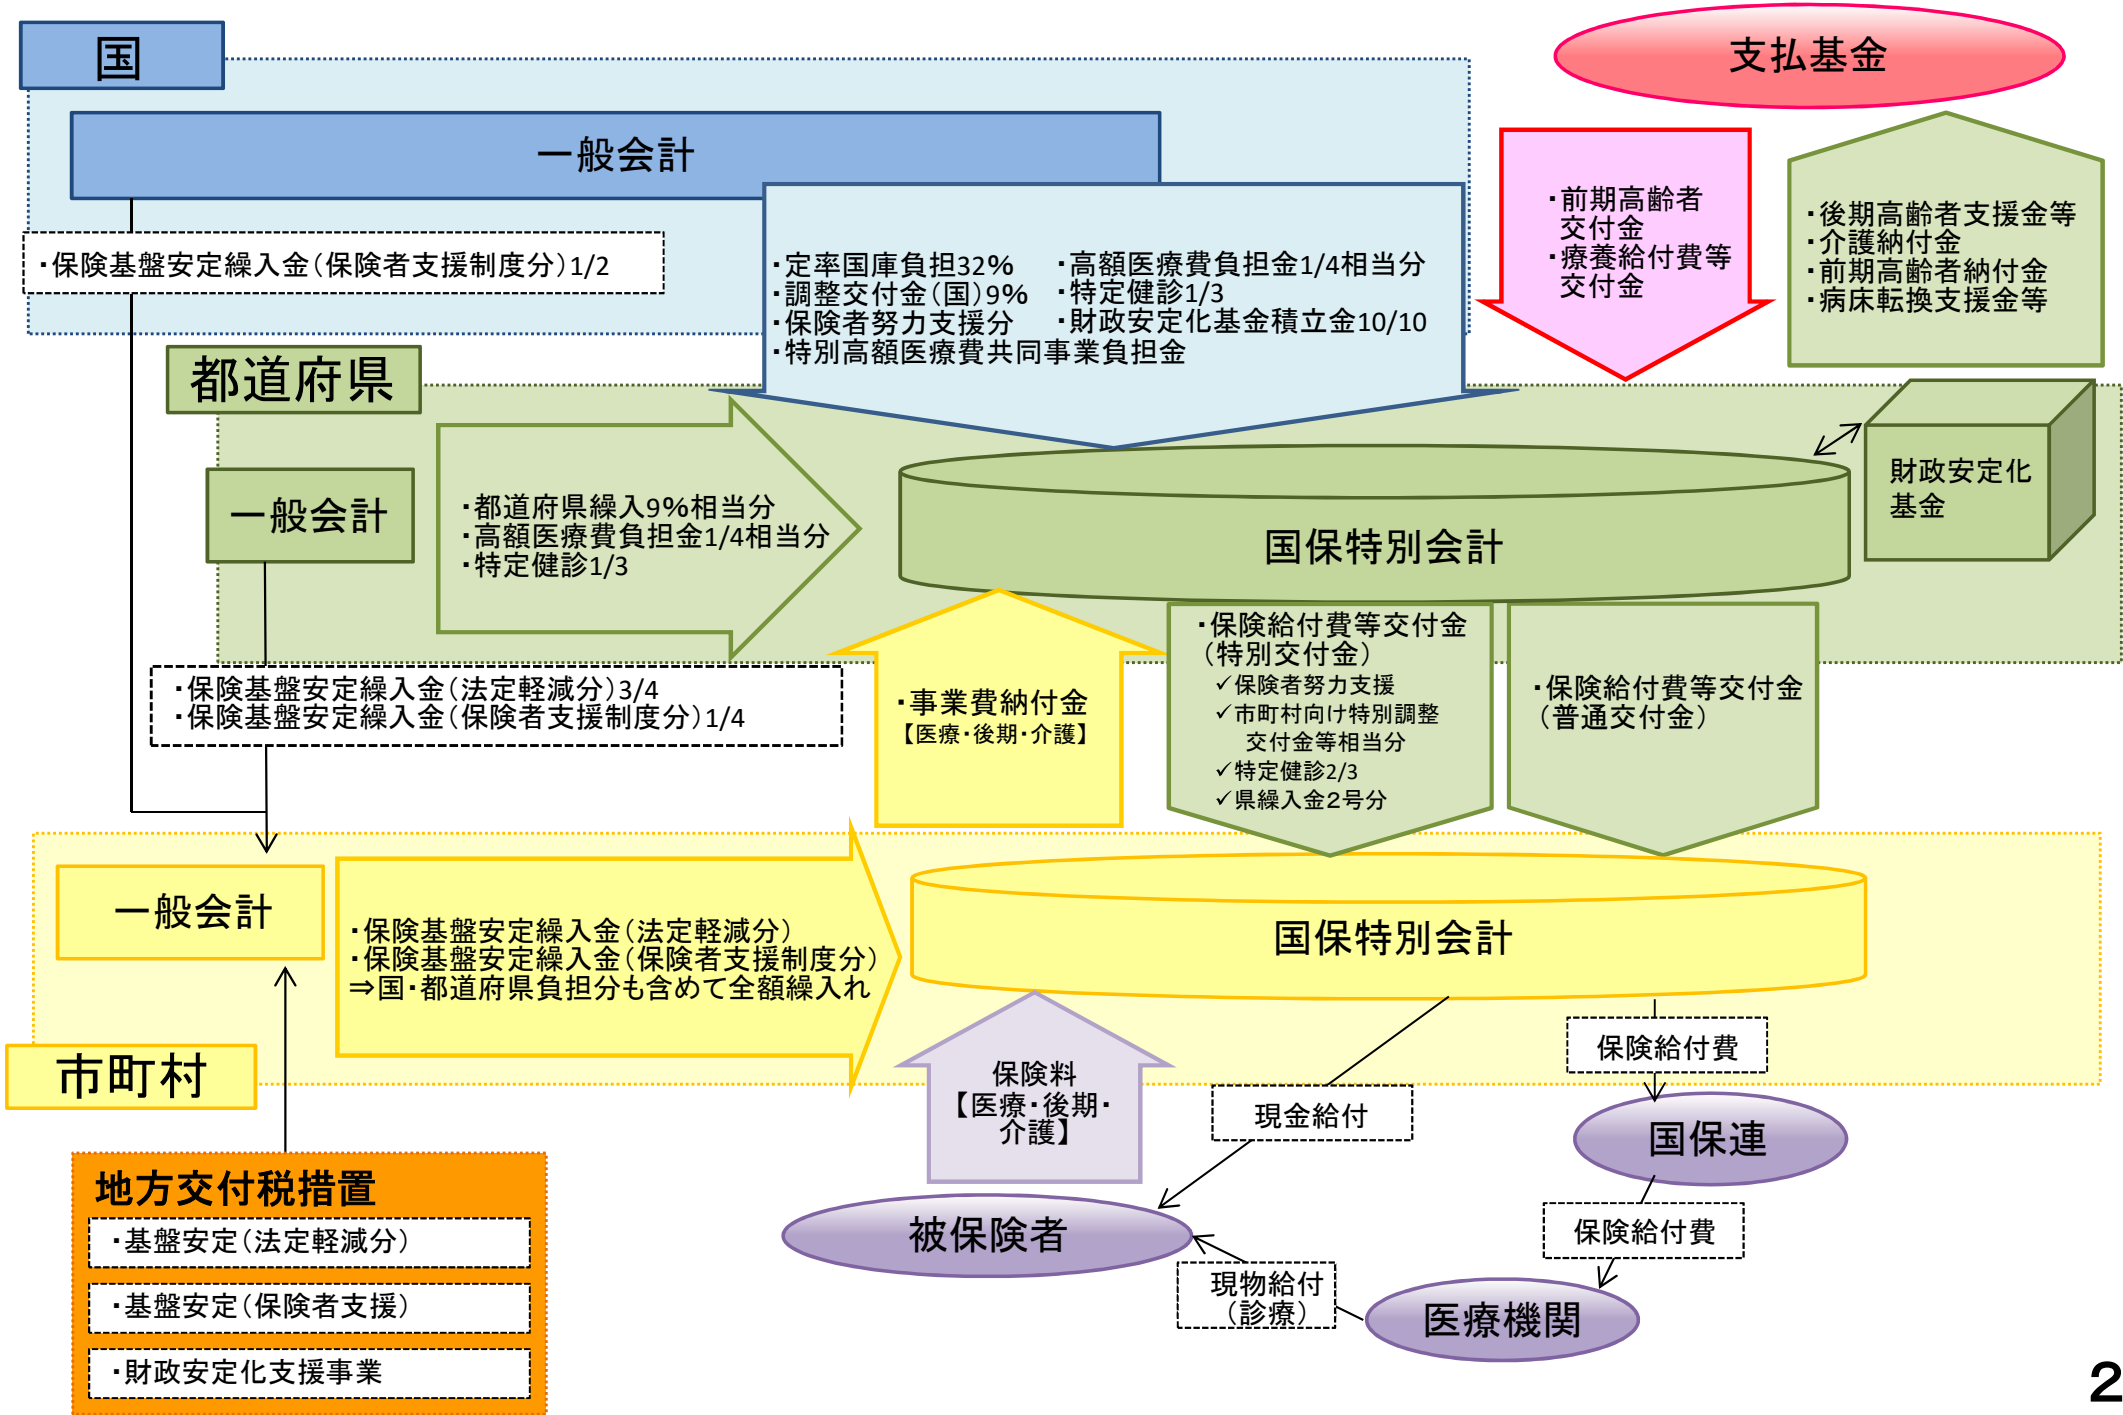 国
支払基金
一般会計
・保険基盤安定繰入金(保険者支援制度分)1/2
・定率国庫負担32%
・調整交付金(国)9%
・保険者努力支援分
・特別高額医療費共同事業負担金
・高額医療費負担金1/4相当分
・特定健診1/3
・財政安定化基金積立金10/10
・前期高齢者
交付金
・療養給付費等
交付金
・後期高齢者支援金等
・介護納付金
・前期高齢者納付金
・病床転換支援金等
都道府県
一般会計
・都道府県繰入9%相当分
・高額医療費負担金1/4相当分
・特定健診1/3
国保特別会計
財政安定化
基金
・保険基盤安定繰入金(法定軽減分)3/4
・保険基盤安定繰入金(保険者支援制度分)1/4
・事業費納付金
【医療・後期・介護】
・保険給付費等交付金
(特別交付金)
✓保険者努力支援
✓市町村向け特別調整
交付金等相当分
✓特定健診2/3
✓県繰入金2号分
・保険給付費等交付金
(普通交付金)
一般会計
・保険基盤安定繰入金(法定軽減分)
・保険基盤安定繰入金(保険者支援制度分)
⇒国・都道府県負担分も含めて全額繰入れ
国保特別会計
市町村
保険料
【医療・後期・
介護】
現金給付
保険給付費
国保連
地方交付税措置
・基盤安定(法定軽減分)
・基盤安定(保険者支援)
・財政安定化支援事業
被保険者
保険給付費
現物給付
(診療)
医療機関
2